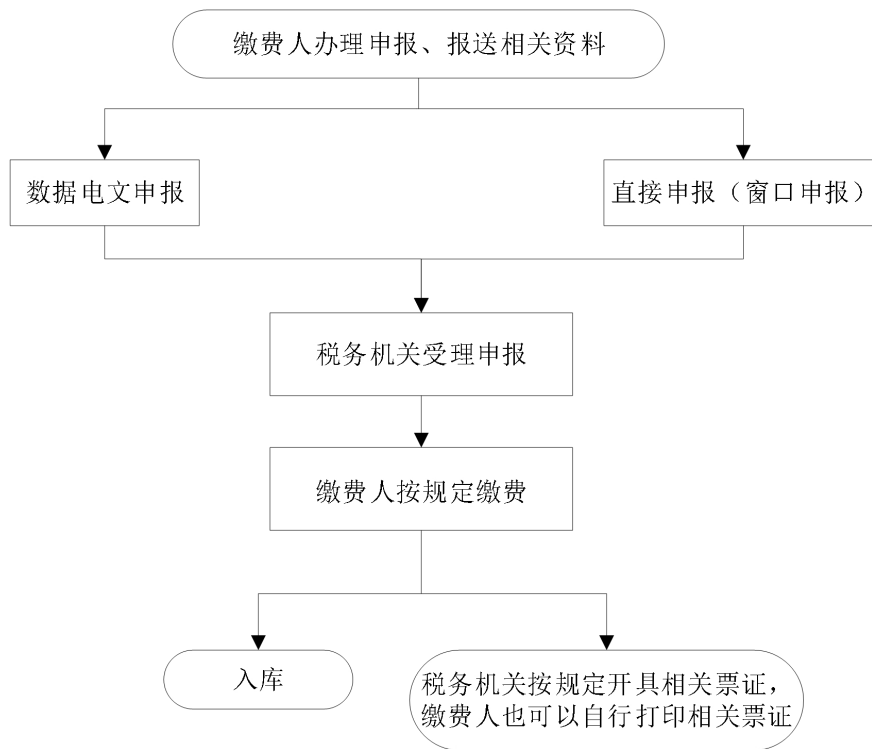 缴费人办理申报、报送相关资料
数据电文申报
直接申报（窗口申报）
税务机关受理申报
缴费人按规定缴费
入库
税务机关按规定开具相关票证，
缴费人也可以自行打印相关票证